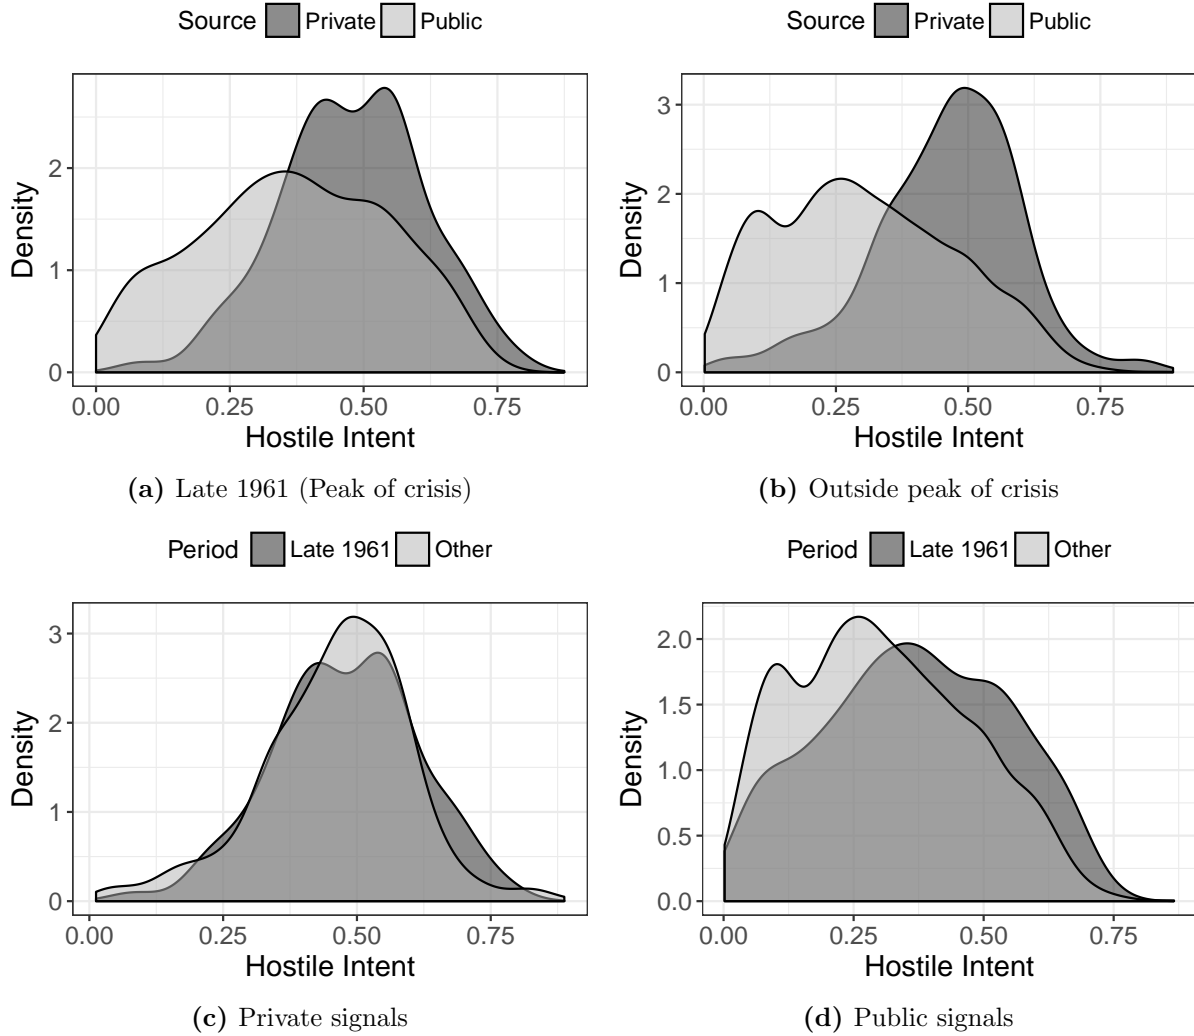 Source Private Public
Density
2
1
0
0.00 0.25 0.50 0.75
Hostile Intent
(a) Late 1961 (Peak of crisis)
Source Private Public
Density
3
2
1
0
0.00 0.25 0.50 0.75
Hostile Intent
(b) Outside peak of crisis
Period Late 1961 Other
Density
3
2
1
0
0.00 0.25 0.50 0.75
Hostile Intent
(c) Private signals
Period Late 1961 Other
Density
2.0
1.5
1.0
0.5
0.0
0.00 0.25 0.50 0.75
Hostile Intent
(d) Public signals